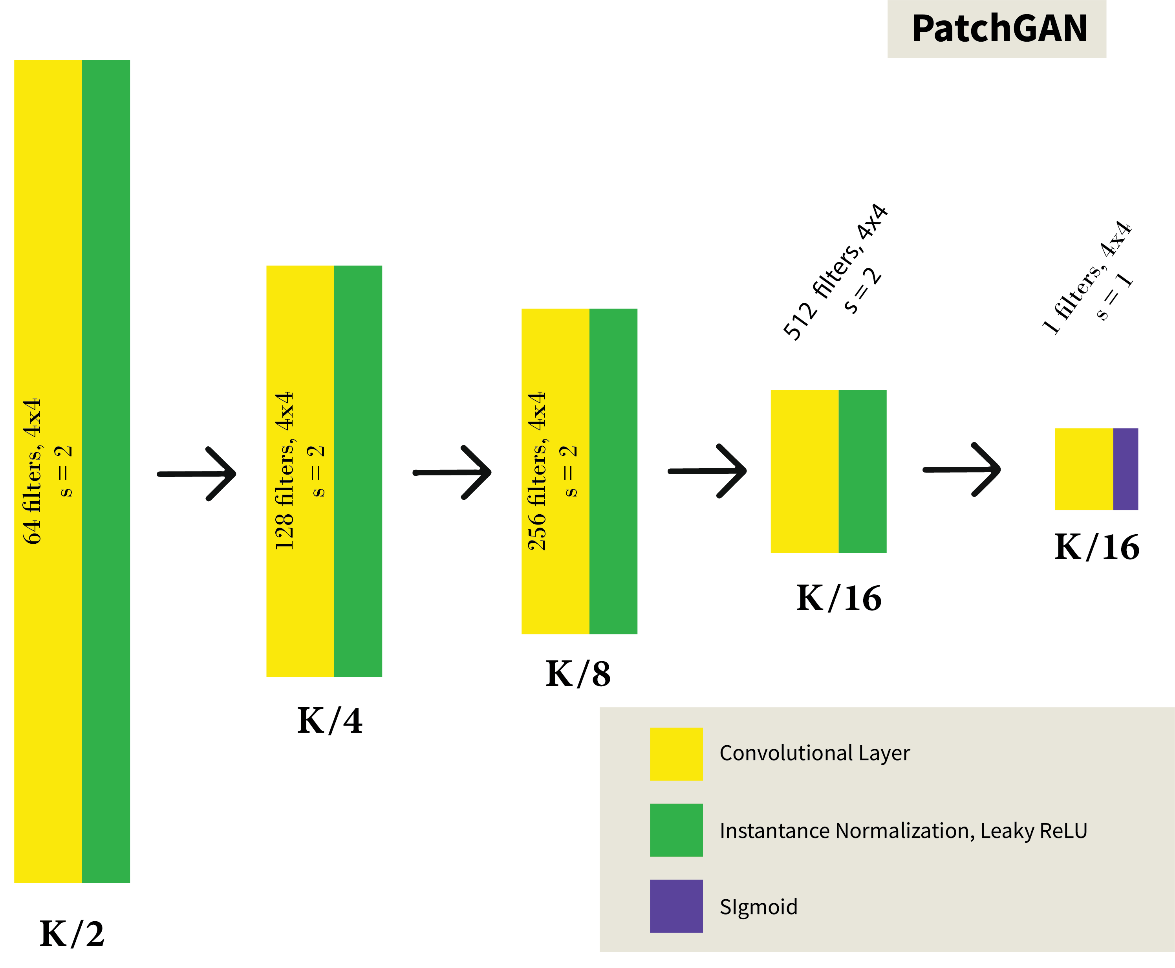 PatchGAN
64 filters, 4x4
s = 2
K/2
128 filters, 4x4
s = 2
K/4
256 filters, 4x4
s = 2
K/8
512 filters, 4x4
s = 2
K/16
1 filters, 4x4
s = 1
K/16
Convolutional Layer
Instantance Normalization, Leaky ReLU
SIgmoid